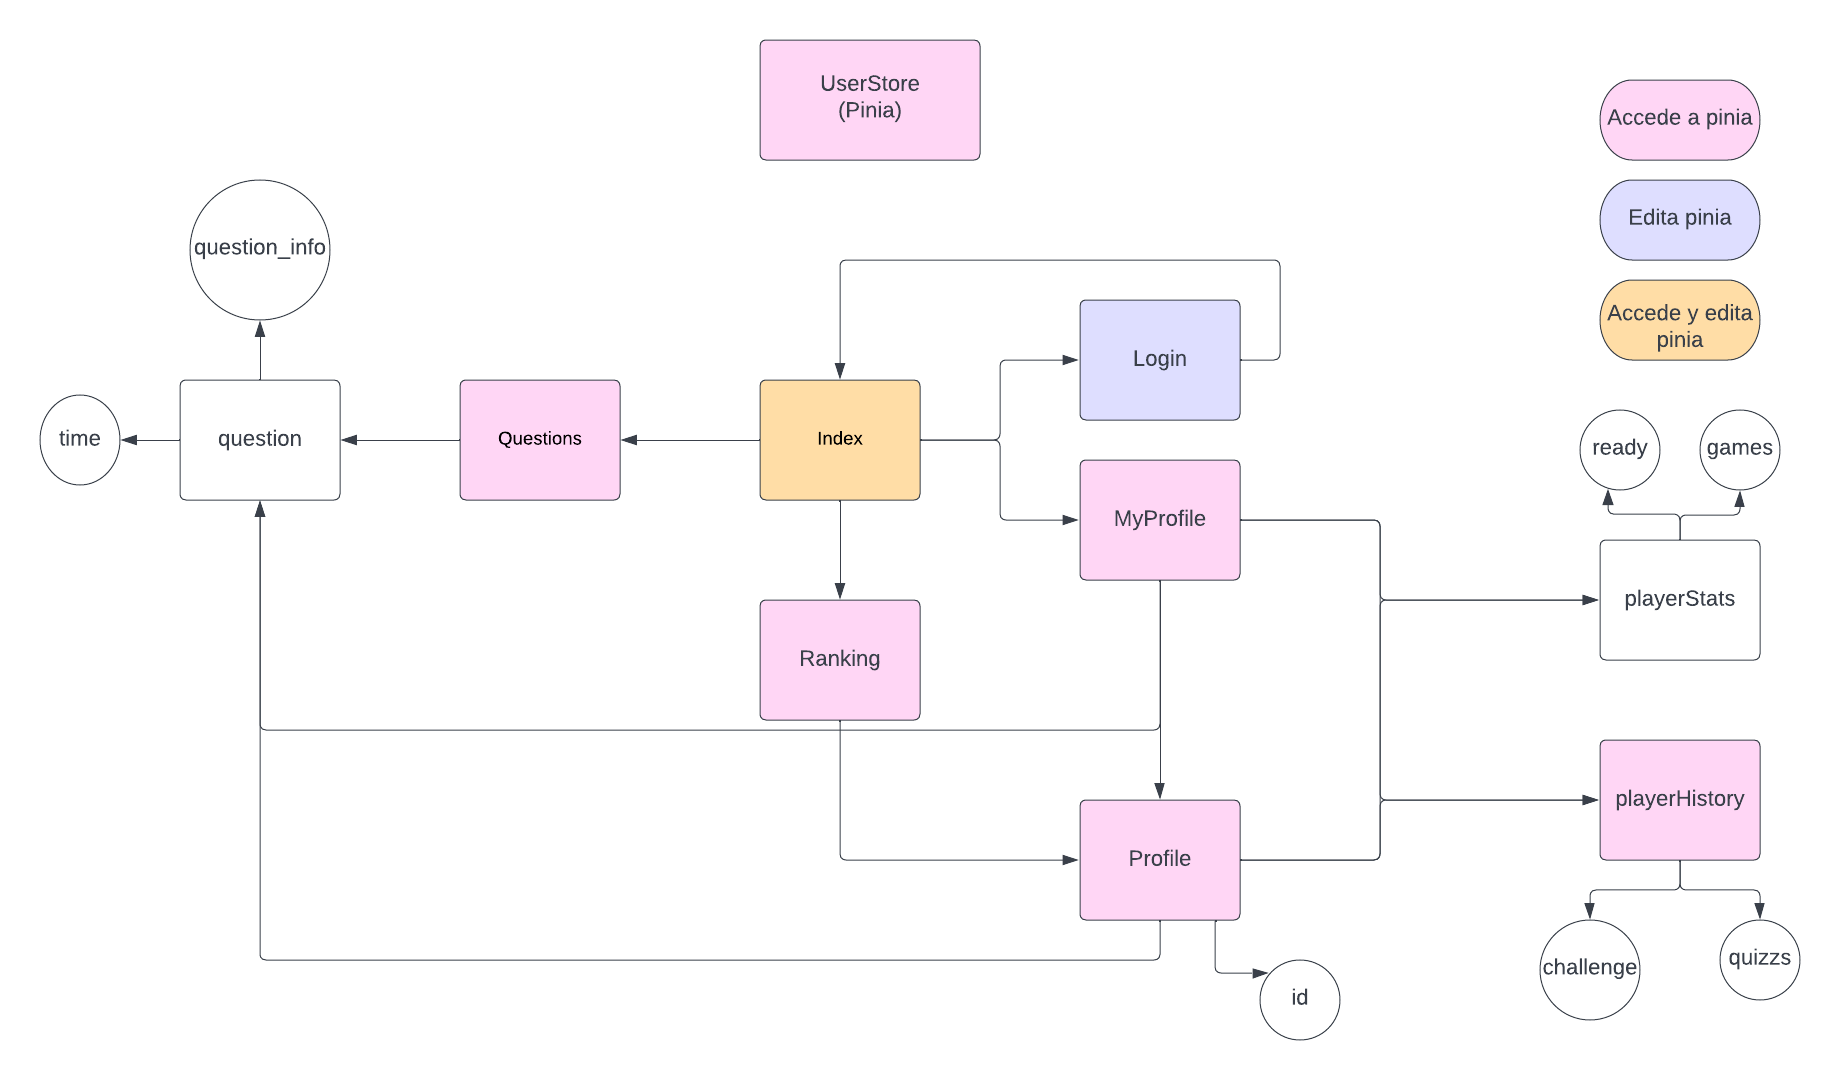 UserStore
(Pinia)
Accede a pinia
Edita pinia
Accede y edita
pinia
question_info
Login
time
question
Questions
Index
ready
games
MyProfile
playerStats
Ranking
playerHistory
Profile
challenge
quizzs
id